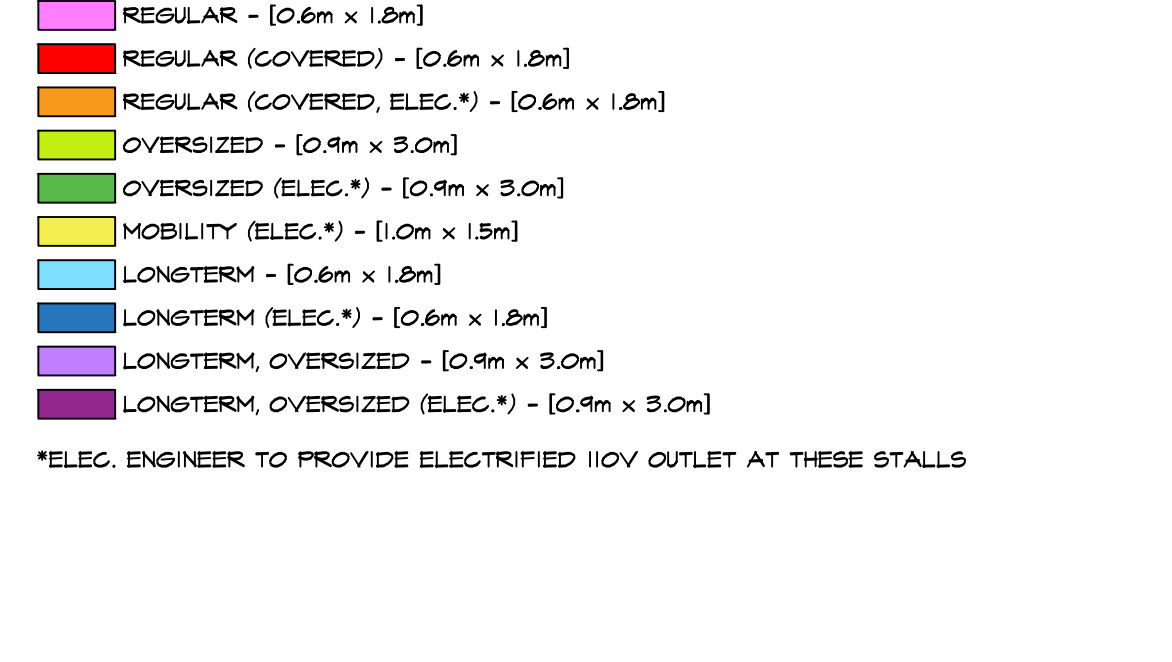 REGULAR - [0.6m x 1.8m]
REGULAR (COVERED) - [0.6m x 1.8m]
REGULAR (COVERED, ELEC.*) - [0.6m x 1.8m]
OVERSIZED - [0.9m x 3.0m]
OVERSIZED (ELEC.*) - [0.9m x 3.0m]
MOBILITY (ELEC.*) - [1.0m x 1.5m]
LONGTERM - [0.6m x 1.8m]
LONGTERM (ELEC.*) - [0.6m x 1.8m]
LONGTERM, OVERSIZED - [0.9m x 3.0m]
LONGTERM, OVERSIZED (ELEC.*) - [0.9m x 3.0m]
*ELEC. ENGINEER TO PROVIDE ELECTRIFIED 110V OUTLET AT THESE STALLS